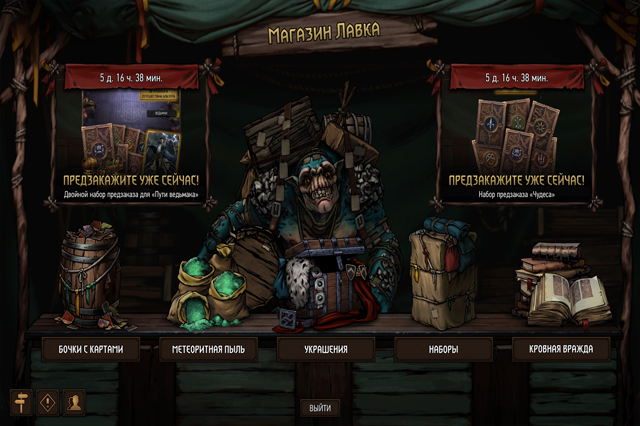 Магазин Лавка
5 д. 16 ч. 38 мин.
ПРЕДЗАКАЖИТЕ УЖЕ СЕЙЧАС!
Двойной набор предзаказа для «Пути ведьмака»
5 д. 16 ч. 38 мин.
ПРЕДЗАКАЖИТЕ УЖЕ СЕЙЧАС!
Набор предзаказа «Чудеса»
БОЧКИ С КАРТАМИ
МЕТЕОРИТНАЯ ПЫЛЬ
УКРАШЕНИЯ
НАБОРЫ
КРОВНАЯ ВРАЖДА
ВЫЙТИ